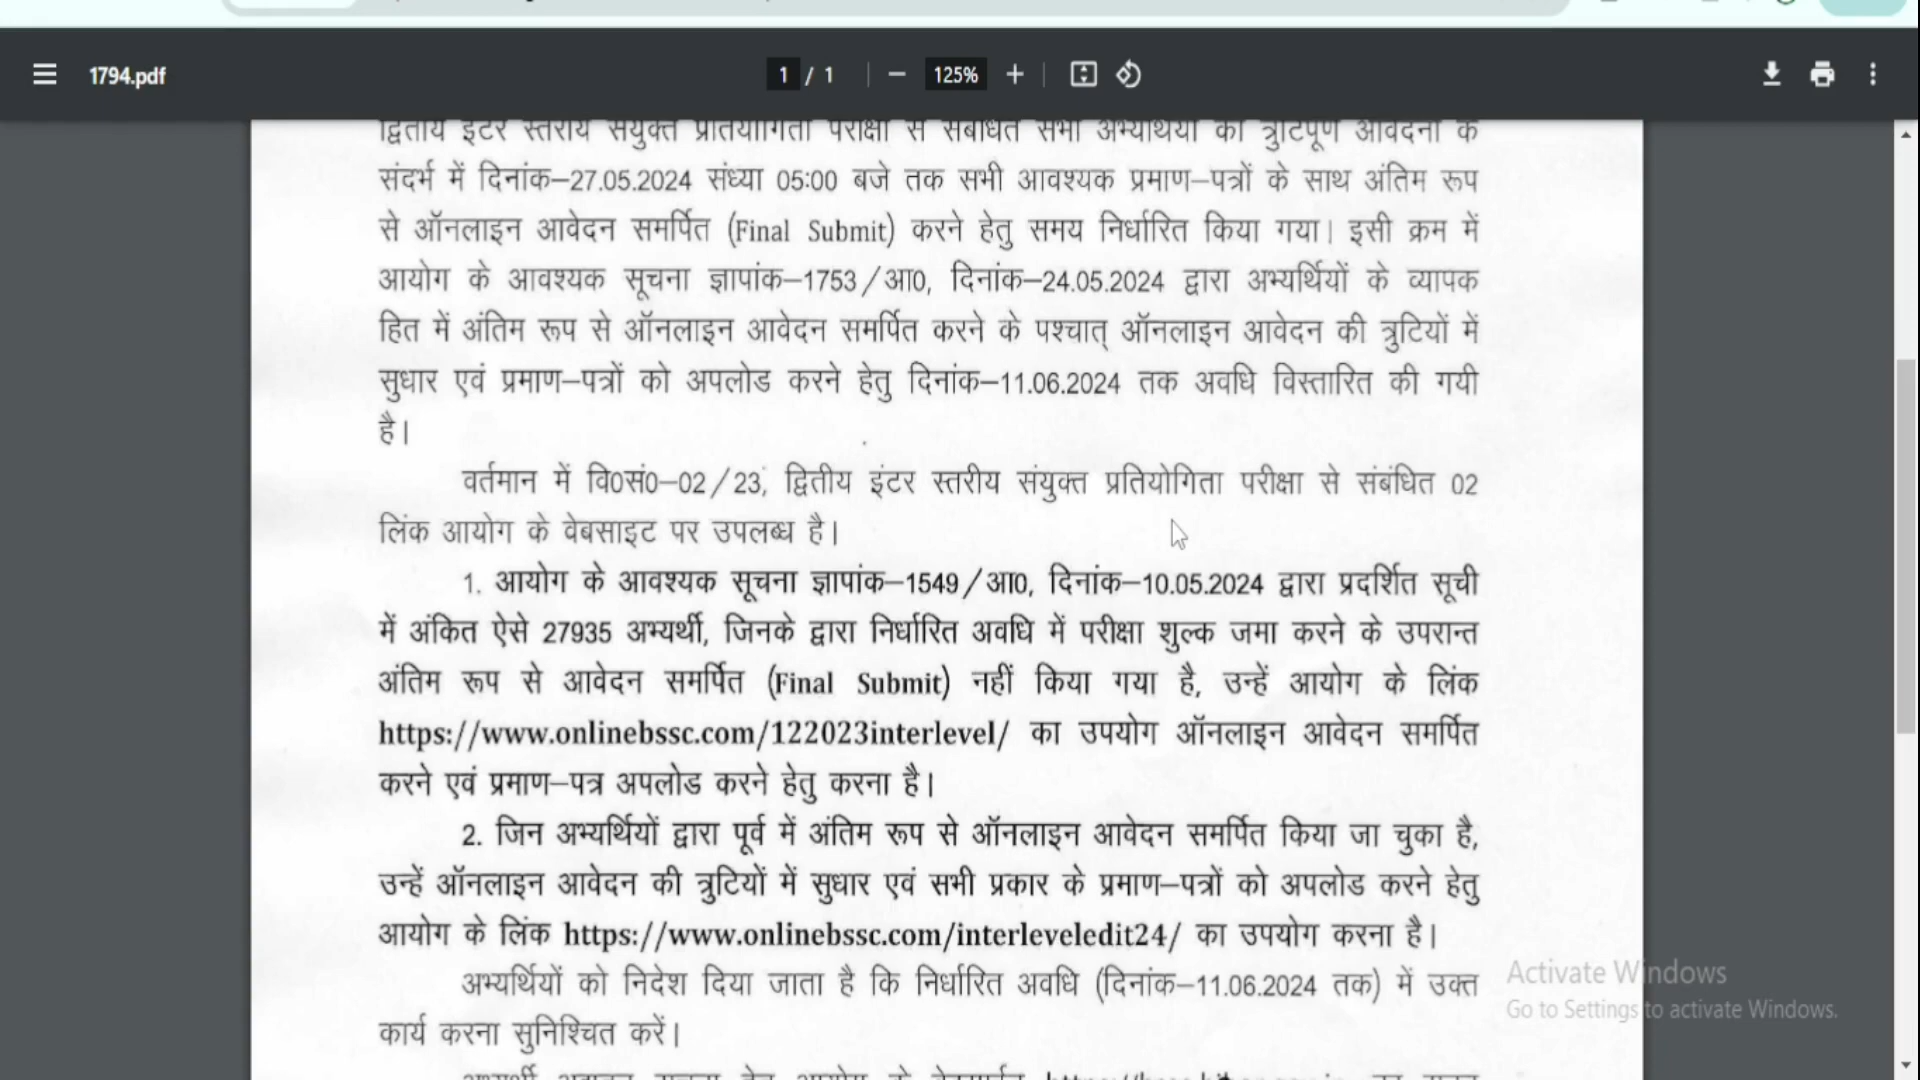 1794.pdf
1 / 1
125%
द्वितीय इंटर स्तरीय संयुक्त प्रतियोगिता परीक्षा से संबंधित सभी अभ्यर्थियों को त्रुटिपूर्ण आवेदनों के
संदर्भ में दिनांक–27.05.2024 संध्या 05:00 बजे तक सभी आवश्यक प्रमाण–पत्रों के साथ अंतिम रूप
से ऑनलाइन आवेदन समर्पित (Final Submit) करने हेतु समय निर्धारित किया गया। इसी क्रम में
आयोग के आवश्यक सूचना ज्ञापांक–1753/आ0, दिनांक–24.05.2024 द्वारा अभ्यर्थियों के व्यापक
हित में अंतिम रूप से ऑनलाइन आवेदन समर्पित करने के पश्चात् ऑनलाइन आवेदन की त्रुटियों में
सुधार एवं प्रमाण–पत्रों को अपलोड करने हेतु दिनांक–11.06.2024 तक अवधि विस्तारित की गयी
है।
वर्तमान में वि0सं0–02/23, द्वितीय इंटर स्तरीय संयुक्त प्रतियोगिता परीक्षा से संबंधित 02
लिंक आयोग के वेबसाइट पर उपलब्ध है।
1. आयोग के आवश्यक सूचना ज्ञापांक–1549/आ0, दिनांक–10.05.2024 द्वारा प्रदर्शित सूची
में अंकित ऐसे 27935 अभ्यर्थी, जिनके द्वारा निर्धारित अवधि में परीक्षा शुल्क जमा करने के उपरान्त
अंतिम रूप से आवेदन समर्पित (Final Submit) नहीं किया गया है, उन्हें आयोग के लिंक
https://www.onlinebssc.com/122023interlevel/ का उपयोग ऑनलाइन आवेदन समर्पित
करने एवं प्रमाण–पत्र अपलोड करने हेतु करना है।
2. जिन अभ्यर्थियों द्वारा पूर्व में अंतिम रूप से ऑनलाइन आवेदन समर्पित किया जा चुका है,
उन्हें ऑनलाइन आवेदन की त्रुटियों में सुधार एवं सभी प्रकार के प्रमाण–पत्रों को अपलोड करने हेतु
आयोग के लिंक https://www.onlinebssc.com/interleveledit24/ का उपयोग करना है।
अभ्यर्थियों को निदेश दिया जाता है कि निर्धारित अवधि (दिनांक–11.06.2024 तक) में उक्त
कार्य करना सुनिश्चित करें।
Activate Windows
Go to Settings to activate Windows.